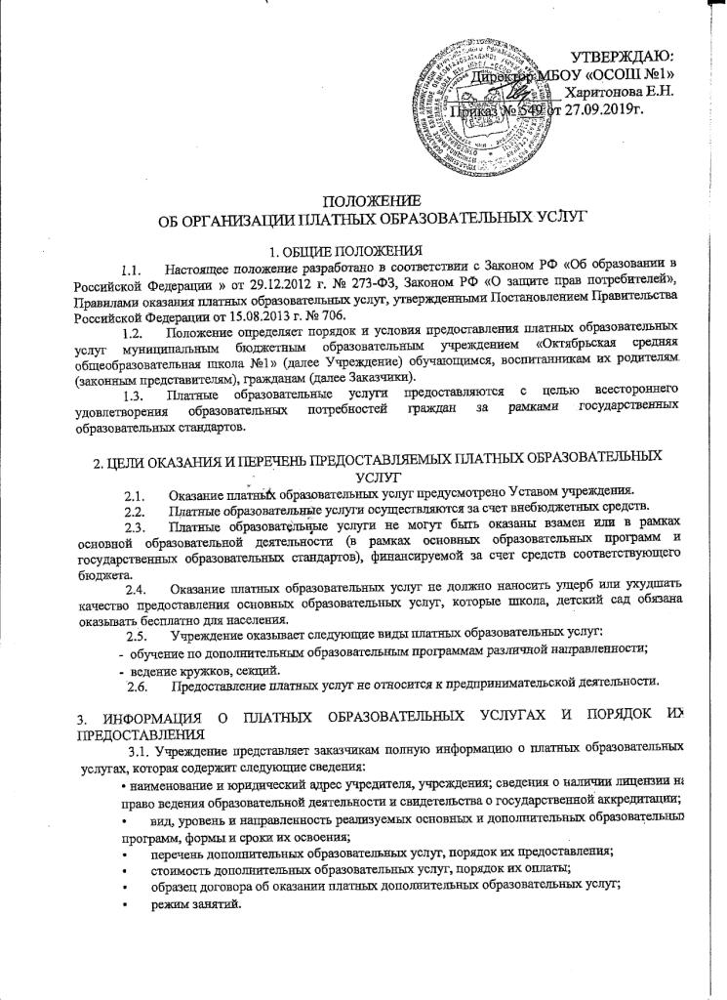 УТВЕРЖДАЮ:
Директор МБОУ «ОСОШ №1»
Харитонова Е.Н.
Приказ № 549 от 27.09.2019г.
ПОЛОЖЕНИЕ
ОБ ОРГАНИЗАЦИИ ПЛАТНЫХ ОБРАЗОВАТЕЛЬНЫХ УСЛУГ
1. ОБЩИЕ ПОЛОЖЕНИЯ
1.1. Настоящее положение разработано в соответствии с Законом РФ «Об образовании в
Российской Федерации » от 29.12.2012 г. № 273-ФЗ, Законом РФ «О защите прав потребителей»,
Правилами оказания платных образовательных услуг, утвержденными Постановлением Правительства
Российской Федерации от 15.08.2013 г. № 706.
1.2. Положение определяет порядок и условия предоставления платных образовательных
услуг муниципальным бюджетным образовательным учреждением «Октябрьская средняя
общеобразовательная школа №1» (далее Учреждение) обучающимся, воспитанникам их родителям
(законным представителям), гражданам (далее Заказчики).
1.3. Платные образовательные услуги предоставляются с целью всестороннего
удовлетворения образовательных потребностей граждан за рамками государственных
образовательных стандартов.
2. ЦЕЛИ ОКАЗАНИЯ И ПЕРЕЧЕНЬ ПРЕДОСТАВЛЯЕМЫХ ПЛАТНЫХ ОБРАЗОВАТЕЛЬНЫХ
УСЛУГ
2.1. Оказание платных образовательных услуг предусмотрено Уставом учреждения.
2.2. Платные образовательные услуги осуществляются за счет внебюджетных средств.
2.3. Платные образовательные услуги не могут быть оказаны взамен или в рамках
основной образовательной деятельности (в рамках основных образовательных программ и
государственных образовательных стандартов), финансируемой за счет средств соответствующего
бюджета.
2.4. Оказание платных образовательных услуг не должно наносить ущерб или ухудшать
качество предоставления основных образовательных услуг, которые школа, детский сад обязана
оказывать бесплатно для населения.
2.5. Учреждение оказывает следующие виды платных образовательных услуг:
- обучение по дополнительным образовательным программам различной направленности;
- ведение кружков, секций.
2.6. Предоставление платных услуг не относится к предпринимательской деятельности.
3. ИНФОРМАЦИЯ О ПЛАТНЫХ ОБРАЗОВАТЕЛЬНЫХ УСЛУГАХ И ПОРЯДОК ИХ
ПРЕДОСТАВЛЕНИЯ
3.1. Учреждение представляет заказчикам полную информацию о платных образовательных
услугах, которая содержит следующие сведения:
• наименование и юридический адрес учредителя, учреждения; сведения о наличии лицензии на
право ведения образовательной деятельности и свидетельства о государственной аккредитации;
• вид, уровень и направленность реализуемых основных и дополнительных образовательных
программ, формы и сроки их освоения;
• перечень дополнительных образовательных услуг, порядок их предоставления;
• стоимость дополнительных образовательных услуг, порядок их оплаты;
• образец договора об оказании платных дополнительных образовательных услуг;
• режим занятий.